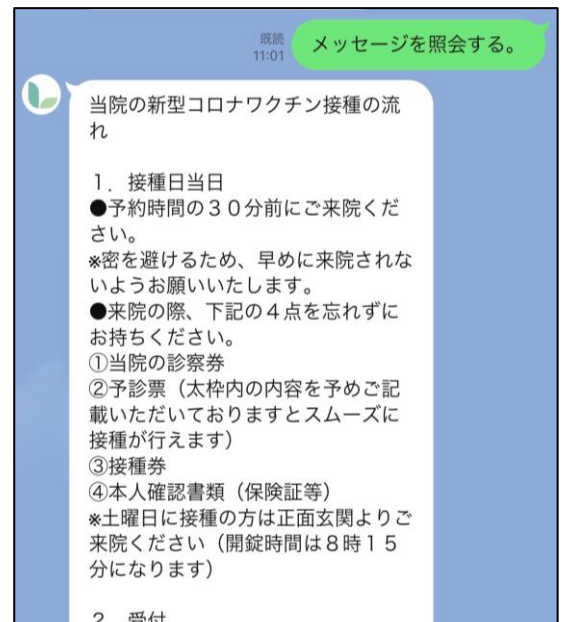 既読
11:01
メッセージを照会する。
当院の新型コロナワクチン接種の流
れ
１．接種日当日
●予約時間の３０分前にご来院くだ
さい。
※密を避けるため、早めに来院されな
いようお願いいたします。
●来院の際、下記の４点を忘れずに
お持ちください。
①当院の診察券
②予診票（太枠内の内容を予めご記
載いただいておりますとスムーズに
接種が行えます）
③接種券
④本人確認書類（保険証等）
※土曜日に接種の方は正面玄関よりご
来院ください（開錠時間は８時１５
分になります）
２．受付